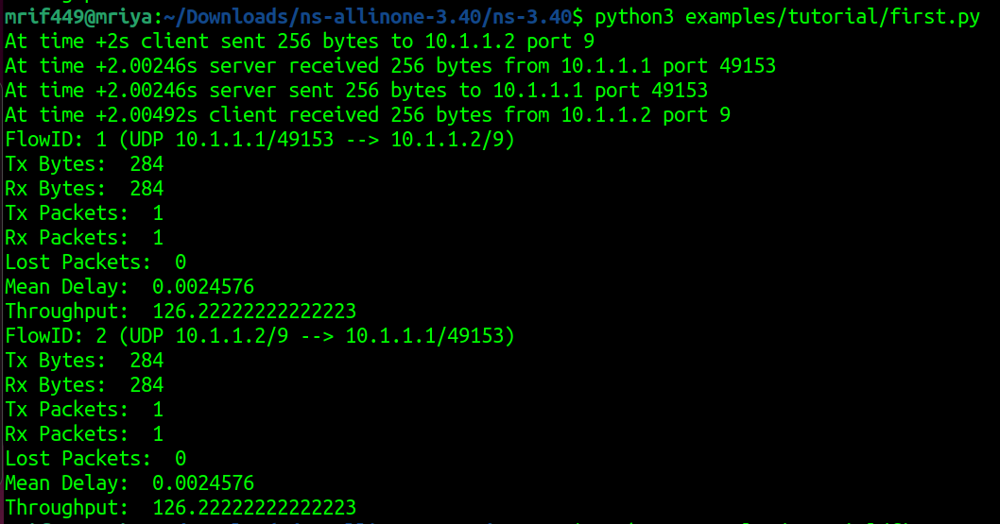 mrif449@mriya:~/Downloads/ns-allinone-3.40/ns-3.40$ python3 examples/tutorial/first.py
At time +2s client sent 256 bytes to 10.1.1.2 port 9
At time +2.00246s server received 256 bytes from 10.1.1.1 port 49153
At time +2.00246s server sent 256 bytes to 10.1.1.1 port 49153
At time +2.00492s client received 256 bytes from 10.1.1.2 port 9
FlowID: 1 (UDP 10.1.1.1/49153 --> 10.1.1.2/9)
Tx Bytes:  284
Rx Bytes:  284
Tx Packets:  1
Rx Packets:  1
Lost Packets:  0
Mean Delay:  0.0024576
Throughput:  126.22222222222223
FlowID: 2 (UDP 10.1.1.2/9 --> 10.1.1.1/49153)
Tx Bytes:  284
Rx Bytes:  284
Tx Packets:  1
Rx Packets:  1
Lost Packets:  0
Mean Delay:  0.0024576
Throughput:  126.22222222222223